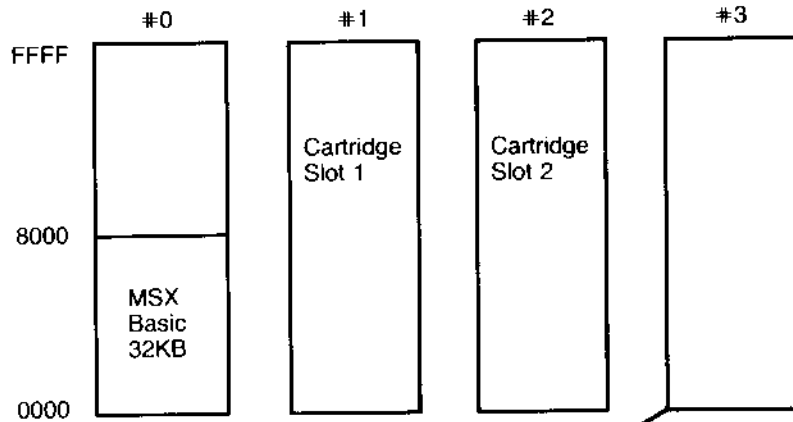 #0
#1
#2
#3
FFFF
Cartridge
Slot 1
Cartridge
Slot 2
8000
MSX
Basic
32KB
0000